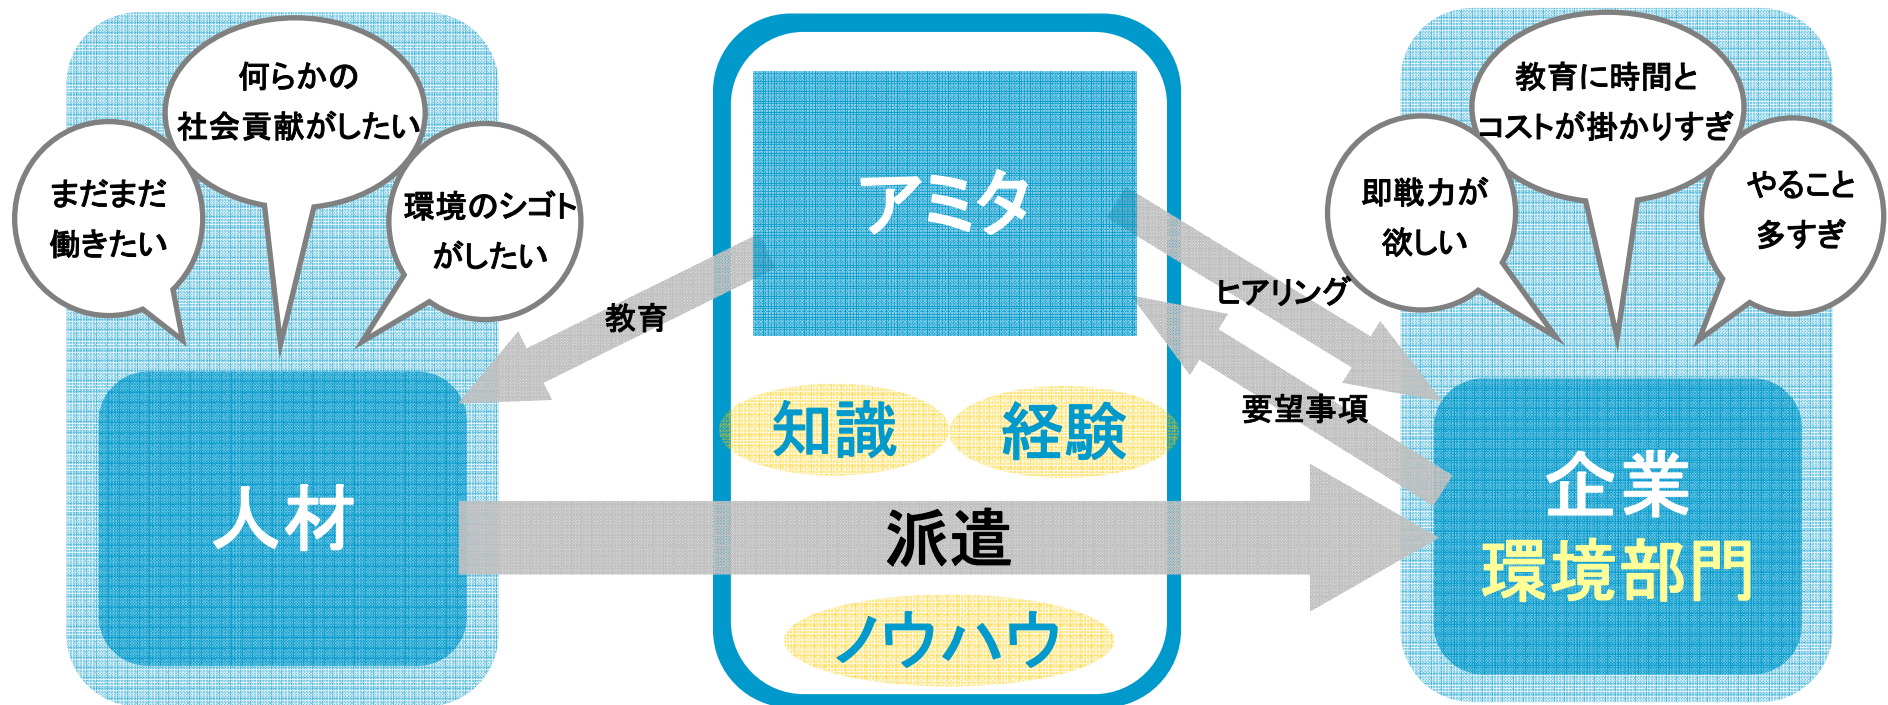 何らかの
社会貢献がしたい
まだまだ
働きたい
環境のシゴト
がしたい
人材
教育
アミタ
知識
経験
派遣
ノウハウ
ヒアリング
要望事項
教育に時間と
コストが掛かりすぎ
即戦力が
欲しい
やること
多すぎ
企業
環境部門